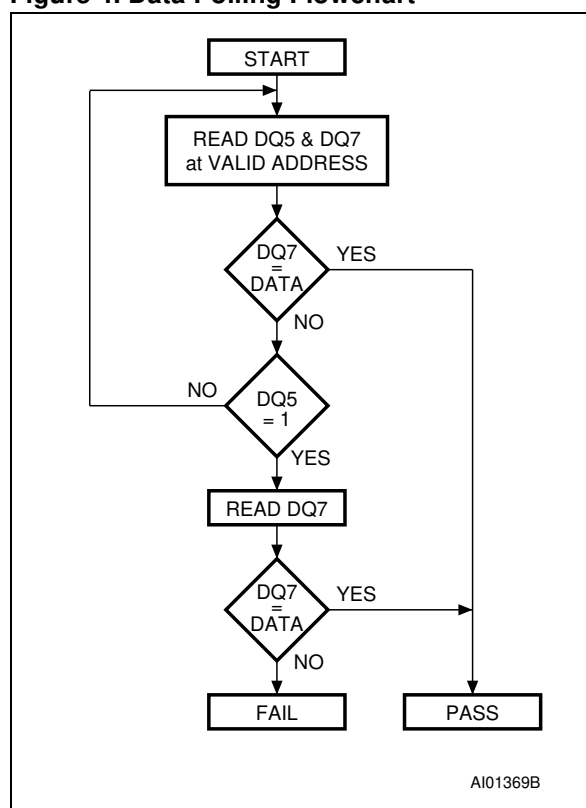 Figure 4. Data Polling Flowchart
START
READ DQ5 & DQ7
at VALID ADDRESS
DQ7
=
DATA
YES
NO
DQ5
= 1
NO
YES
READ DQ7
DQ7
=
DATA
YES
NO
FAIL
PASS
AI01369B